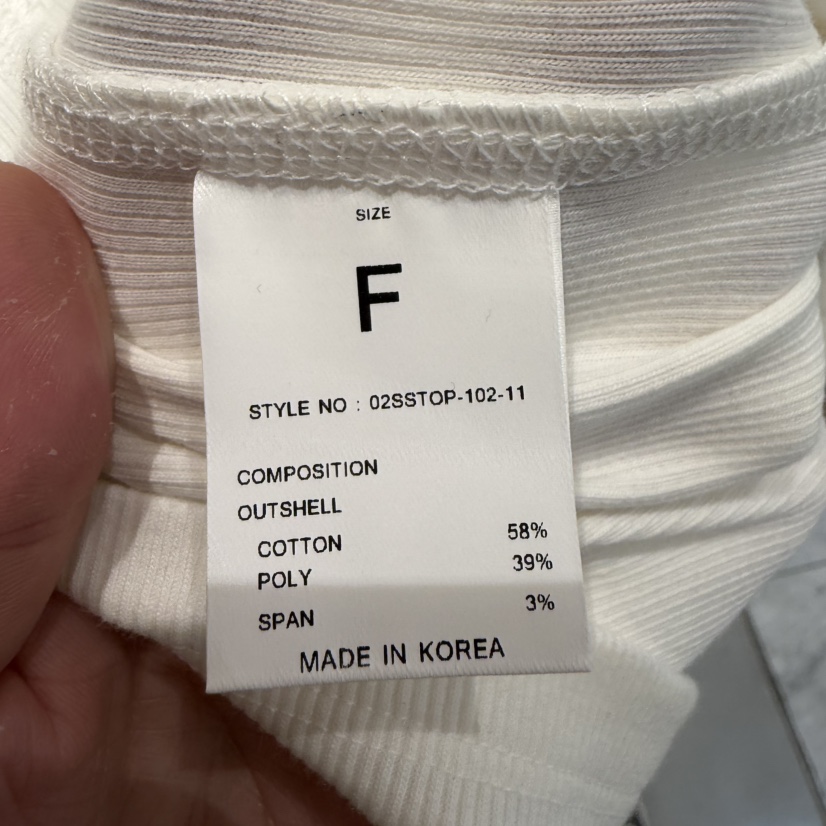 SIZE
F
STYLE NO : 02SSTOP-102-11
COMPOSITION
OUTSHELL
COTTON 58%
POLY 39%
SPAN 3%
MADE IN KOREA